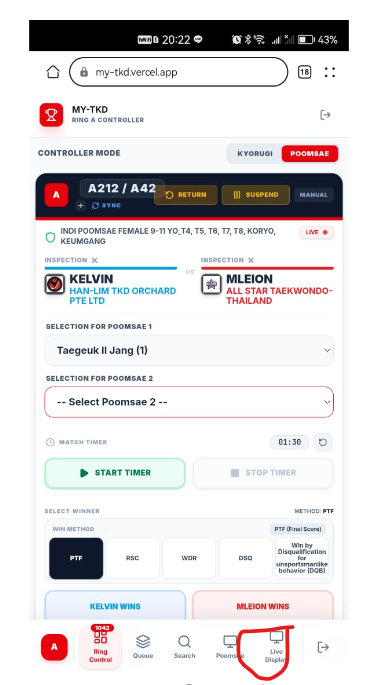 20:22 43%
my-tkd.vercel.app 18
MY-TKD
RING A CONTROLLER
CONTROLLER MODE KYORUGI POOMSAE
A A212 / A42 RETURN SUSPEND MANUAL
+ SYNC
INDI POOMSAE FEMALE 9-11 YO_T4, T5, T6, T7, T8, KORYO, LIVE
KEUMGANG
INSPECTION VS INSPECTION
KELVIN MLEION
HAN-LIM TKD ORCHARD ALL STAR TAEKWONDO-
PTE LTD THAILAND
SELECTION FOR POOMSAE 1
Taegeuk Il Jang (1)
SELECTION FOR POOMSAE 2
-- Select Poomsae 2 --
MATCH TIMER 01:30
START TIMER STOP TIMER
SELECT WINNER METHOD: PTF
WIN METHOD PTF (Final Score)
PTF RSC WDR DSQ Win by
Disqualification
for
unsportsmanlike
behavior (DQB)
KELVIN WINS MLEION WINS
1042
A Ring Queue Search Poomsae Live
Control Display